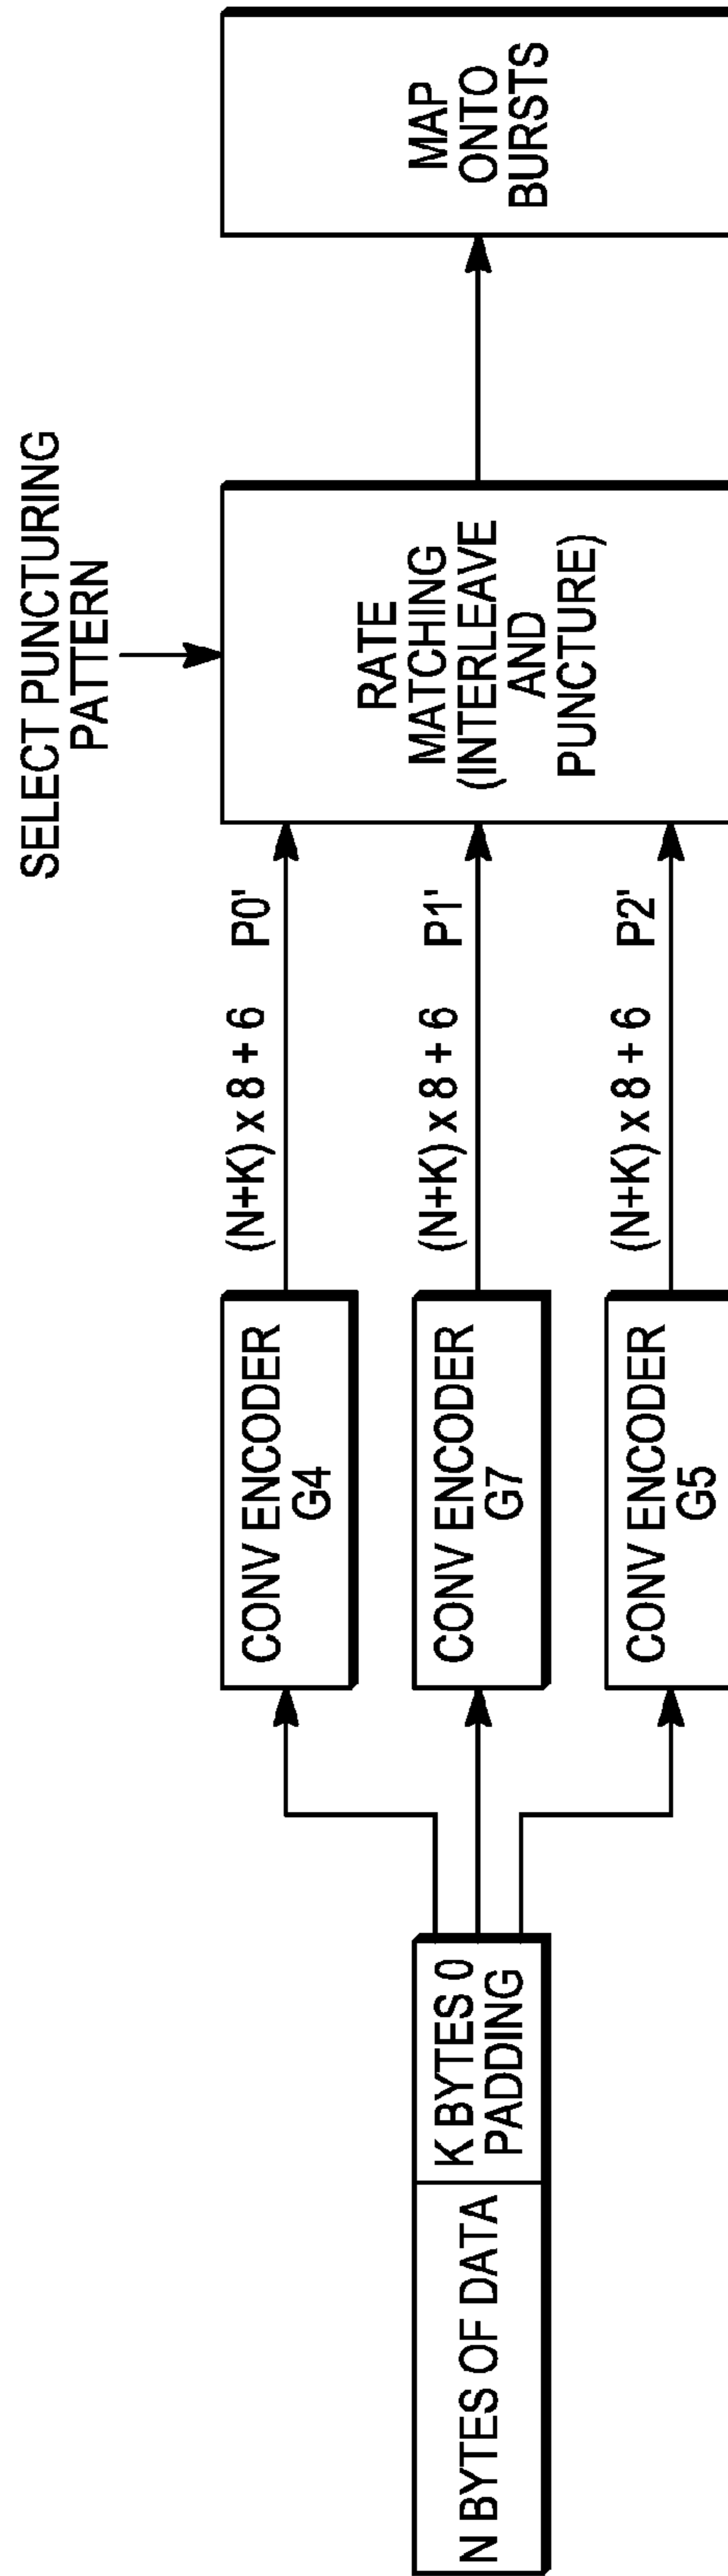 N BYTES OF DATA
K BYTES 0
PADDING
CONV ENCODER
G4
CONV ENCODER
G7
CONV ENCODER
G5
(N+K) x 8 + 6 P0'
(N+K) x 8 + 6 P1'
(N+K) x 8 + 6 P2'
SELECT PUNCTURING
PATTERN
RATE
MATCHING
(INTERLEAVE
AND
PUNCTURE)
MAP
ONTO
BURSTS